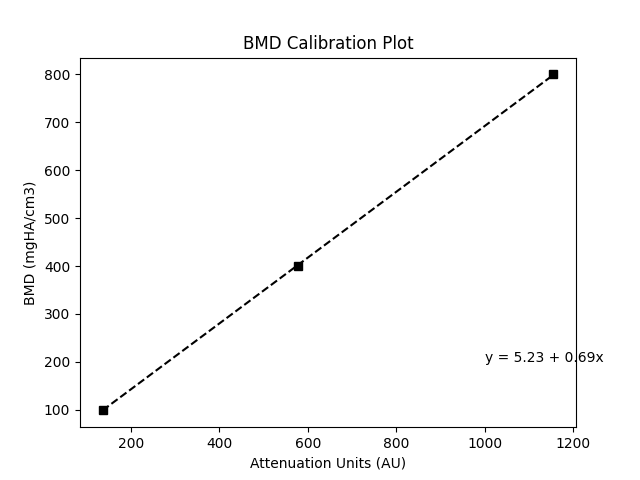 BMD Calibration Plot
800
700
600
500
400
300
200
100
BMD (mgHA/cm3)
y = 5.23 + 0.69x
200 400 600 800 1000 1200
Attenuation Units (AU)